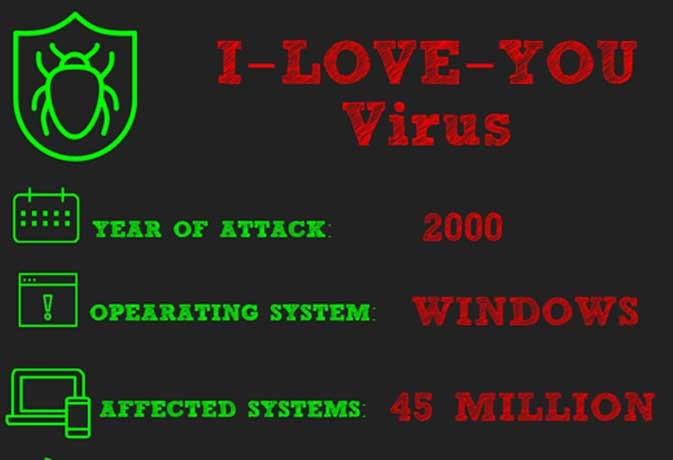 I-LOVE-YOU
Virus
YEAR OF ATTACK: 2000
OPEARATING SYSTEM: WINDOWS
AFFECTED SYSTEMS: 45 MILLION